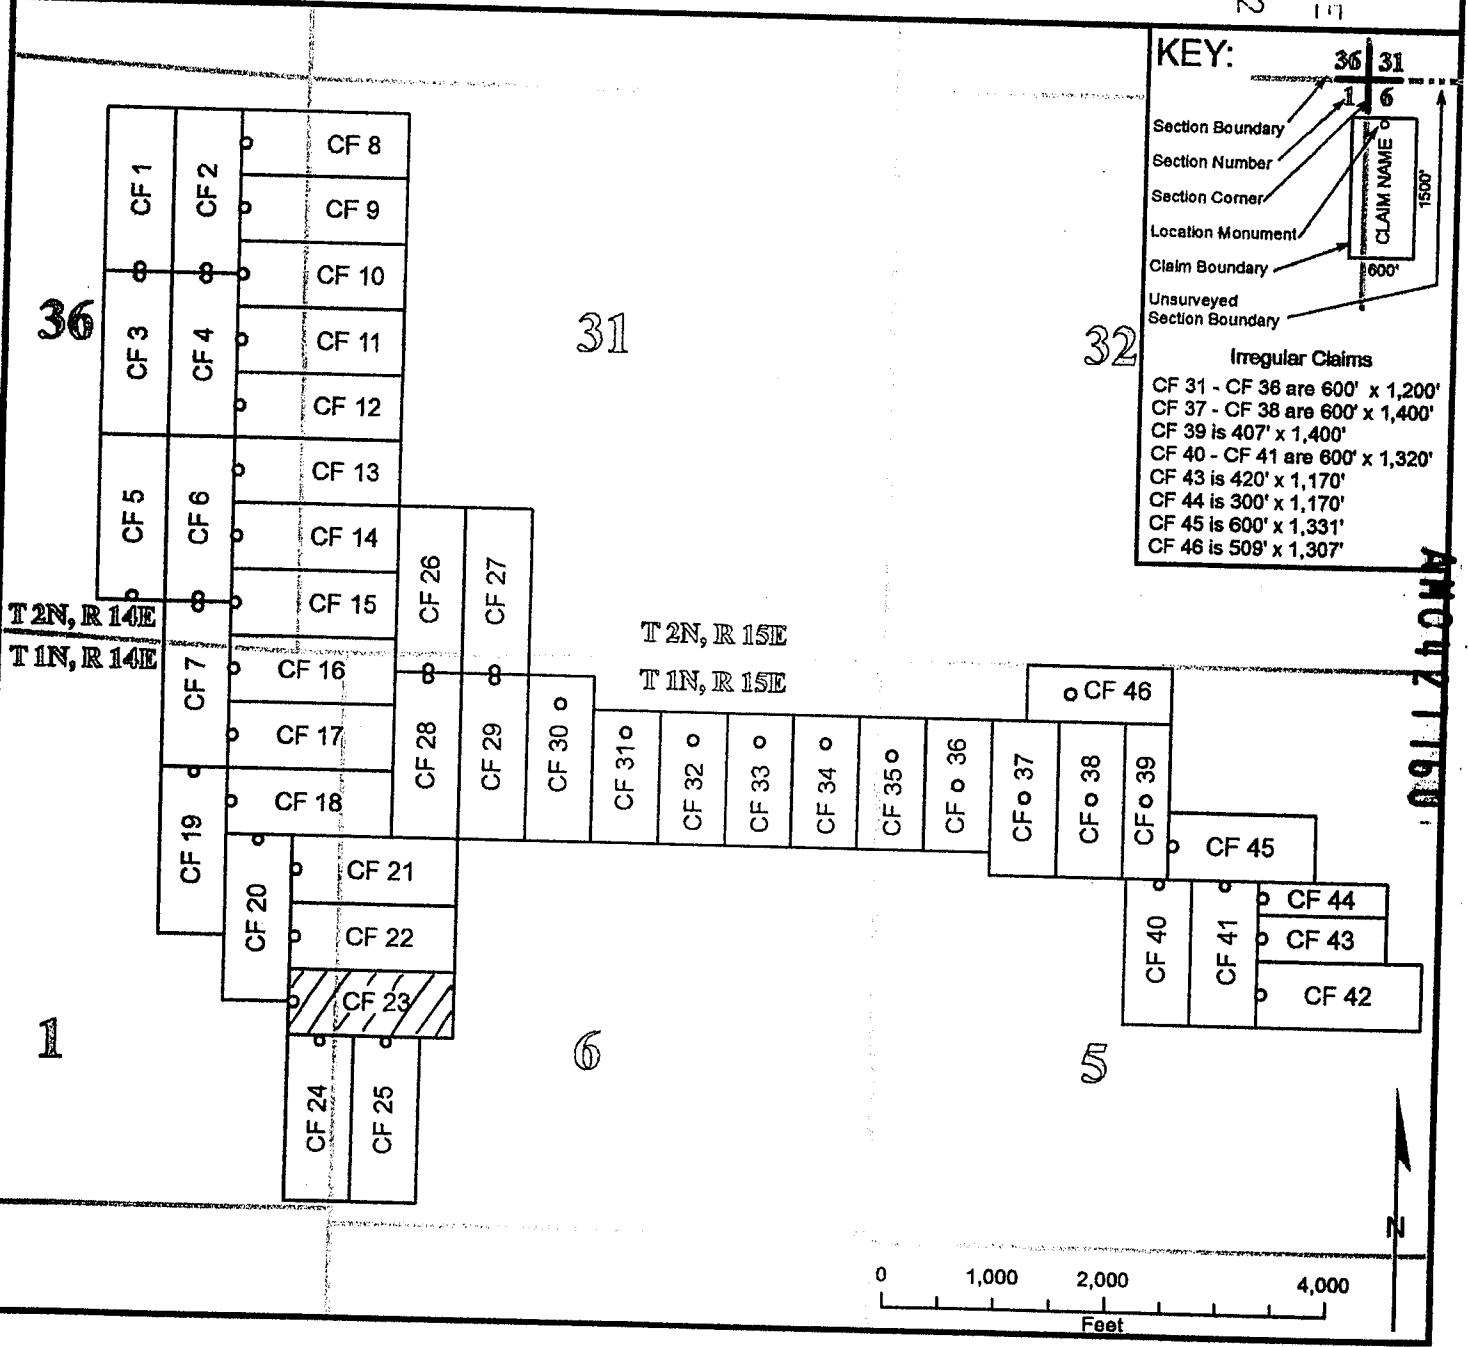 KEY:
36 31
1 6
Section Boundary
Section Number
Section Corner
Location Monument
Claim Boundary
Unsurveyed
Section Boundary
CLAIM NAME
1500'
600'
Irregular Claims
CF 31 - CF 36 are 600' x 1,200'
CF 37 - CF 38 are 600' x 1,400'
CF 39 is 407' x 1,400'
CF 40 - CF 41 are 600' x 1,320'
CF 43 is 420' x 1,170'
CF 44 is 300' x 1,170'
CF 45 is 600' x 1,331'
CF 46 is 509' x 1,307'
CF 1
CF 2
CF 8
CF 9
CF 10
36
CF 3
CF 4
CF 11
31
32
CF 12
CF 5
CF 6
CF 13
CF 14
CF 15
CF 26
CF 27
T 2N, R 14E
T 1N, R 14E
T 2N, R 15E
T 1N, R 15E
CF 7
CF 16
CF 17
CF 18
CF 28
CF 29
CF 30
CF 31
CF 32
CF 33
CF 34
CF 35
CF 36
CF 37
CF 38
CF 39
CF 46
CF 19
CF 20
CF 21
CF 22
CF 23
CF 24
CF 25
CF 45
CF 44
CF 43
CF 42
CF 40
CF 41
1
6
5
N
0 1,000 2,000 4,000
Feet